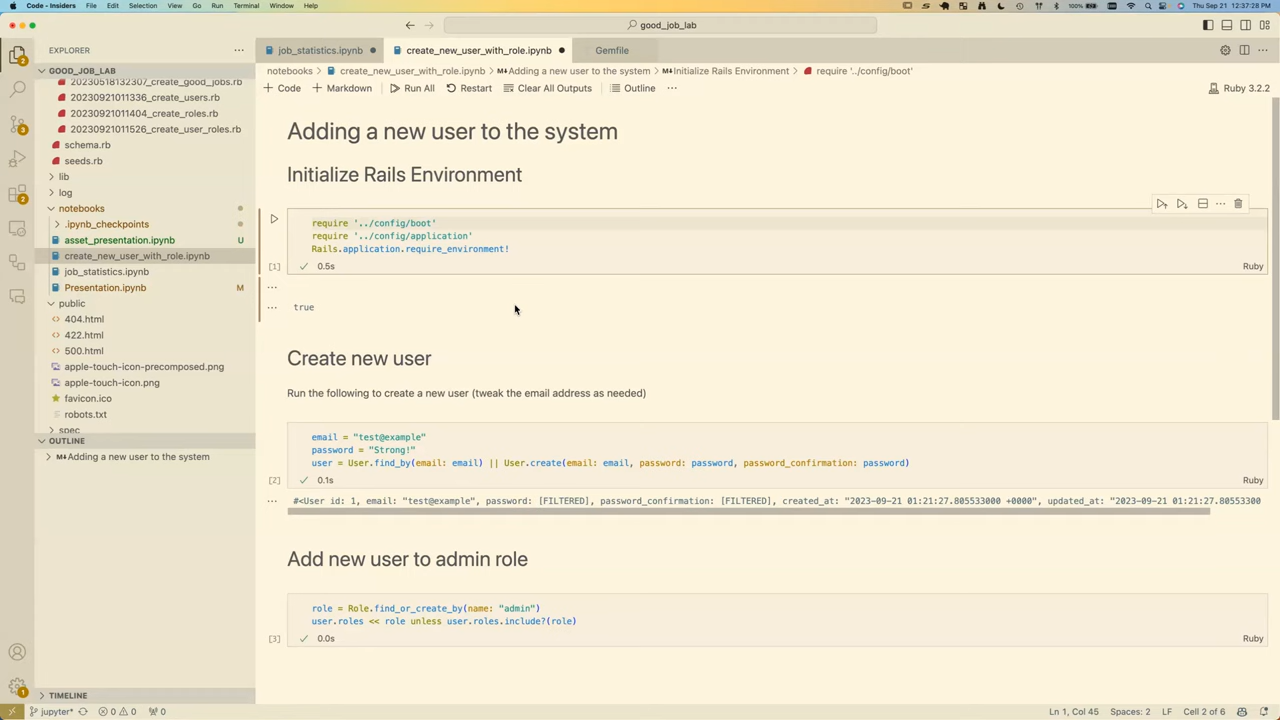 Code - Insiders File Edit Selection View Go Run Terminal Window Help
100% Thu Sep 21 12:37:28
good_job_lab
EXPLORER
GOOD_JOB_LAB
20230518132307_create_good_jobs.rb
20230921011336_create_users.rb
20230921011404_create_roles.rb
20230921011526_create_user_roles.rb
schema.rb
seeds.rb
lib
log
notebooks
.ipynb_checkpoints
asset_presentation.ipynb U
create_new_user_with_role.ipynb
job_statistics.ipynb
Presentation.ipynb M
public
404.html
422.html
500.html
apple-touch-icon-precomposed.png
apple-touch-icon.png
favicon.ico
robots.txt
spec
OUTLINE
Adding a new user to the system
TIMELINE
job_statistics.ipynb create_new_user_with_role.ipynb Gemfile
notebooks > create_new_user_with_role.ipynb > Adding a new user to the system > Initialize Rails Environment > require '../config/boot'
+ Code + Markdown Run All Restart Clear All Outputs Outline ... Ruby 3.2.2
Adding a new user to the system
Initialize Rails Environment
require '../config/boot'
require '../config/application'
Rails.application.require_environment!
[1] 0.5s Ruby
true
Create new user
Run the following to create a new user (tweak the email address as needed)
email = "test@example"
password = "Strong!"
user = User.find_by(email: email) || User.create(email: email, password: password, password_confirmation: password)
[2] 0.1s Ruby
#<User id: 1, email: "test@example", password: [FILTERED], password_confirmation: [FILTERED], created_at: "2023-09-21 01:21:27.805533000 +0000", updated_at: "2023-09-21 01:21:27.80553300
Add new user to admin role
role = Role.find_or_create_by(name: "admin")
user.roles << role unless user.roles.include?(role)
[3] 0.0s Ruby
jupyter* 0 0 0 Ln 1, Col 45 Spaces: 2 LF Cell 2 of 6